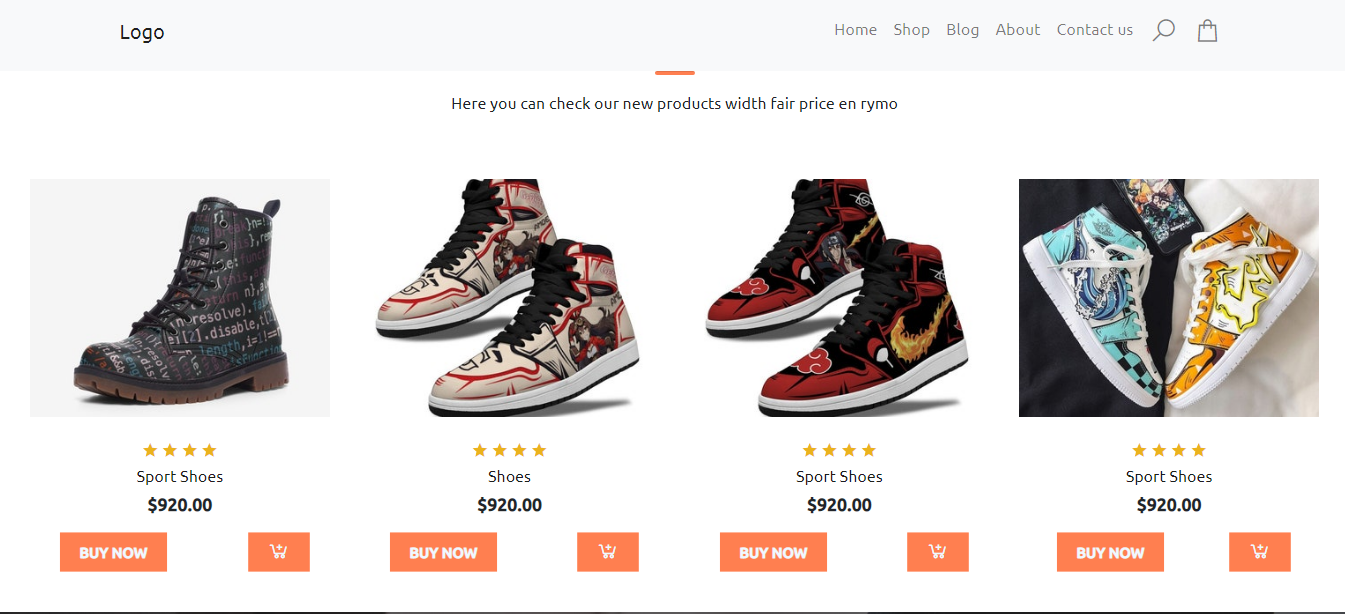 Logo
Home Shop Blog About Contact us
Here you can check our new products width fair price en rymo
Sport Shoes
$920.00
BUY NOW
Shoes
$920.00
BUY NOW
Sport Shoes
$920.00
BUY NOW
Sport Shoes
$920.00
BUY NOW